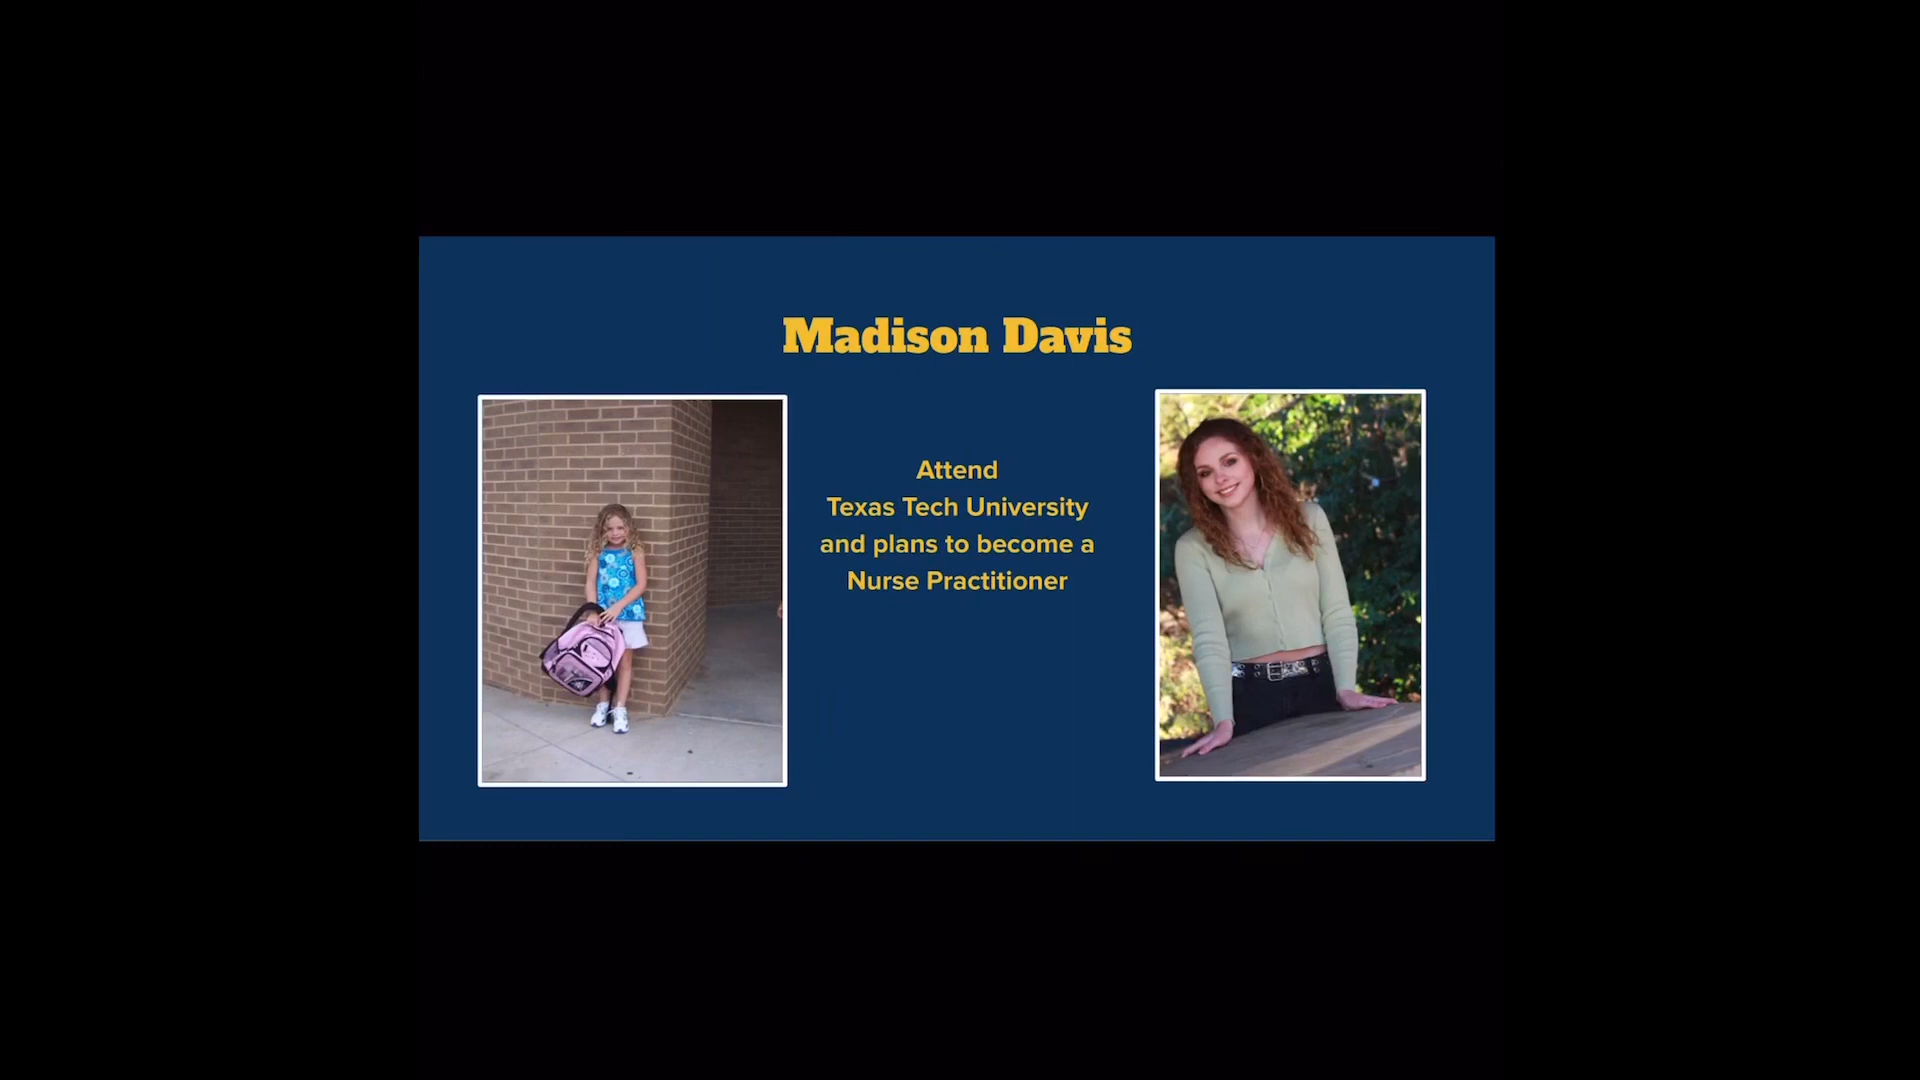 Madison Davis
Attend
Texas Tech University
and plans to become a
Nurse Practitioner